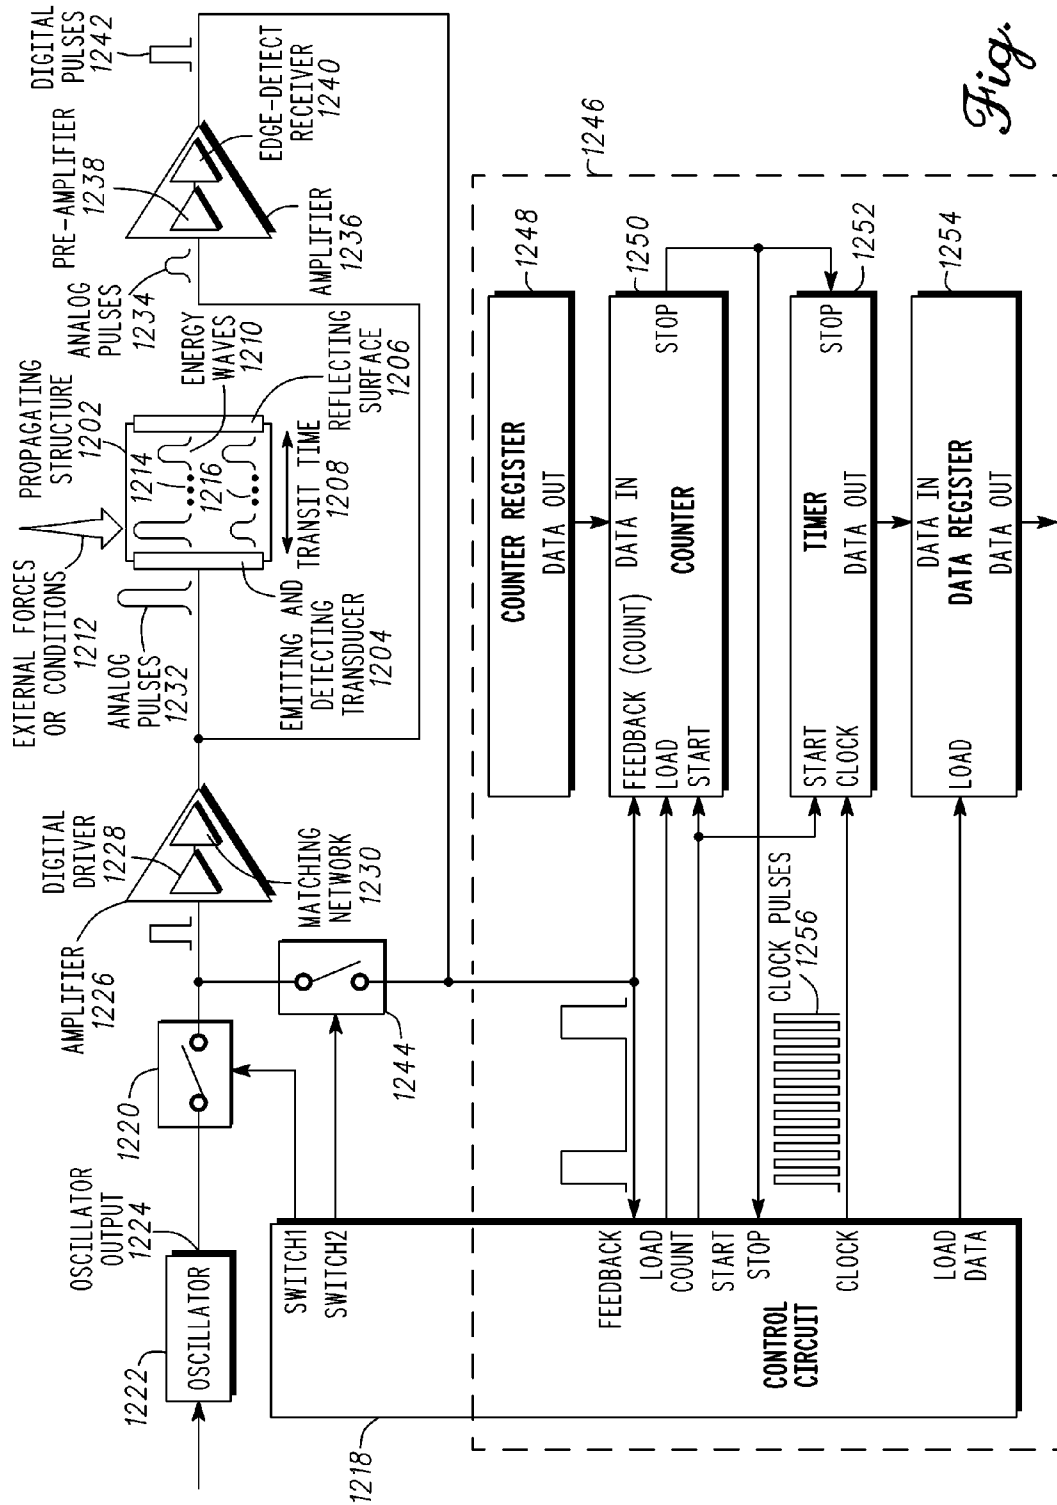 EXTERNAL FORCES
OR CONDITIONS
1212
PROPAGATING
STRUCTURE
1202
ANALOG
PULSES
1234
PRE-AMPLIFIER
1238
DIGITAL
PULSES
1242
OSCILLATOR
OUTPUT
1224
1222
OSCILLATOR
1220
AMPLIFIER
1226
DIGITAL
DRIVER
1228
ANALOG
PULSES
1232
1214
1216
ENERGY
WAVES
1210
EDGE-DETECT
RECEIVER
1240
MATCHING
NETWORK
1230
EMITTING AND
DETECTING
TRANSDUCER
1204
TRANSIT TIME
1208
REFLECTING
SURFACE
1206
AMPLIFIER
1236
1244
SWITCH1
SWITCH2
1218
1246
COUNTER REGISTER
DATA OUT
1248
FEEDBACK
LOAD
COUNT
START
STOP
CLOCK
LOAD
DATA
CONTROL
CIRCUIT
FEEDBACK (COUNT)
LOAD
START
DATA IN
COUNTER
STOP
1250
CLOCK PULSES
1256
START
CLOCK
TIMER
DATA OUT
STOP
1252
LOAD
DATA IN
DATA REGISTER
DATA OUT
1254
Fig.